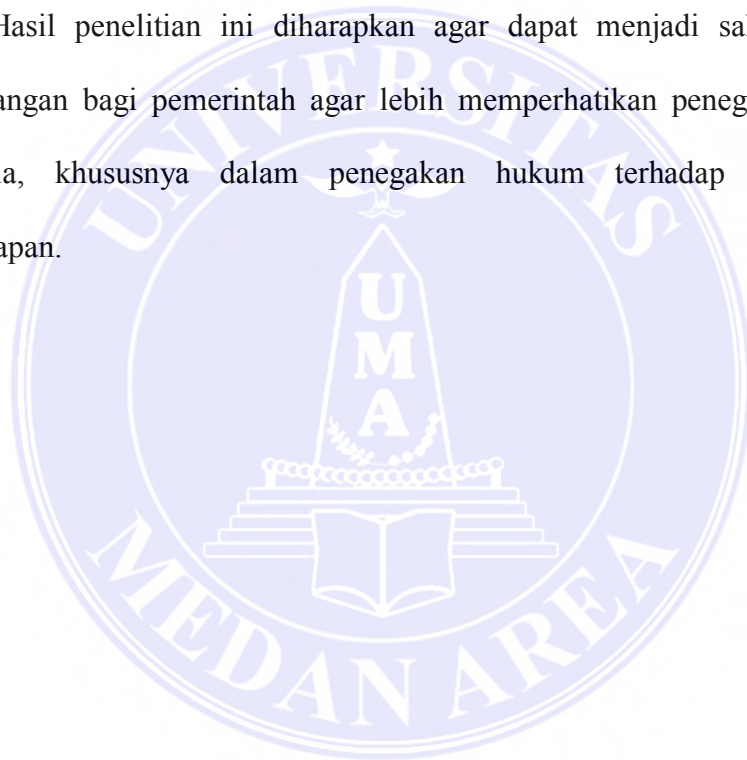 Hasil penelitian ini diharapkan agar dapat menjadi sal
angan bagi pemerintah agar lebih memperhatikan peneg
a, khususnya dalam penegakan hukum terhadap
apan.
UNIVERSITAS
U
M
A
MEDAN AREA